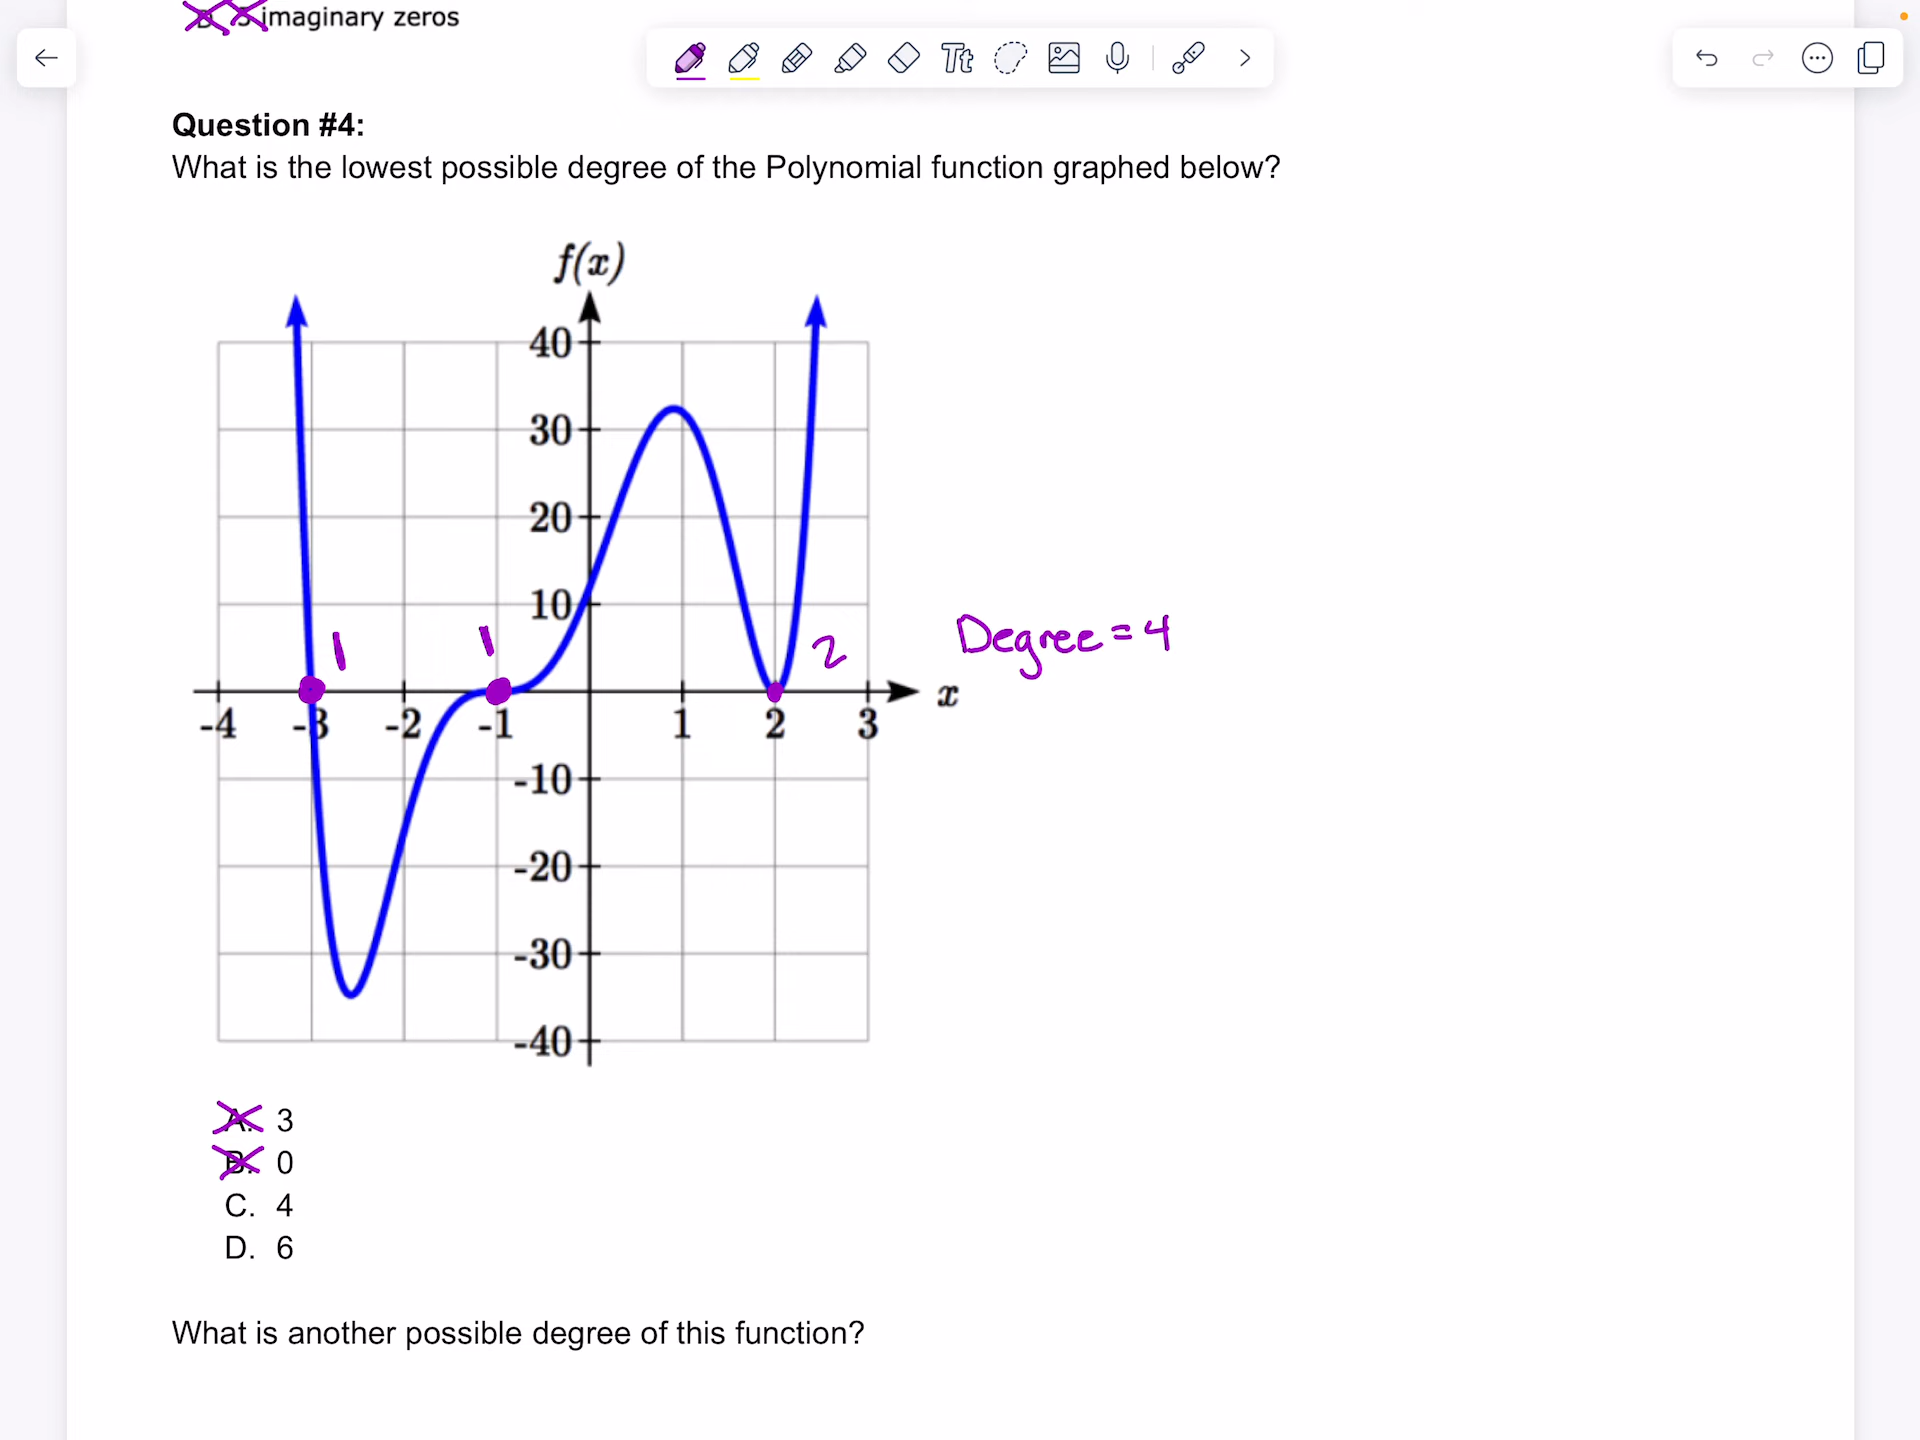 D. 5 imaginary zeros
Tt
Question #4:
What is the lowest possible degree of the Polynomial function graphed below?
f(x)
40
30
20
10
1
1
2
Degree = 4
x
-4 -3 -2 -1 1 2 3
-10
-20
-30
-40
A. 3
B. 0
C. 4
D. 6
What is another possible degree of this function?